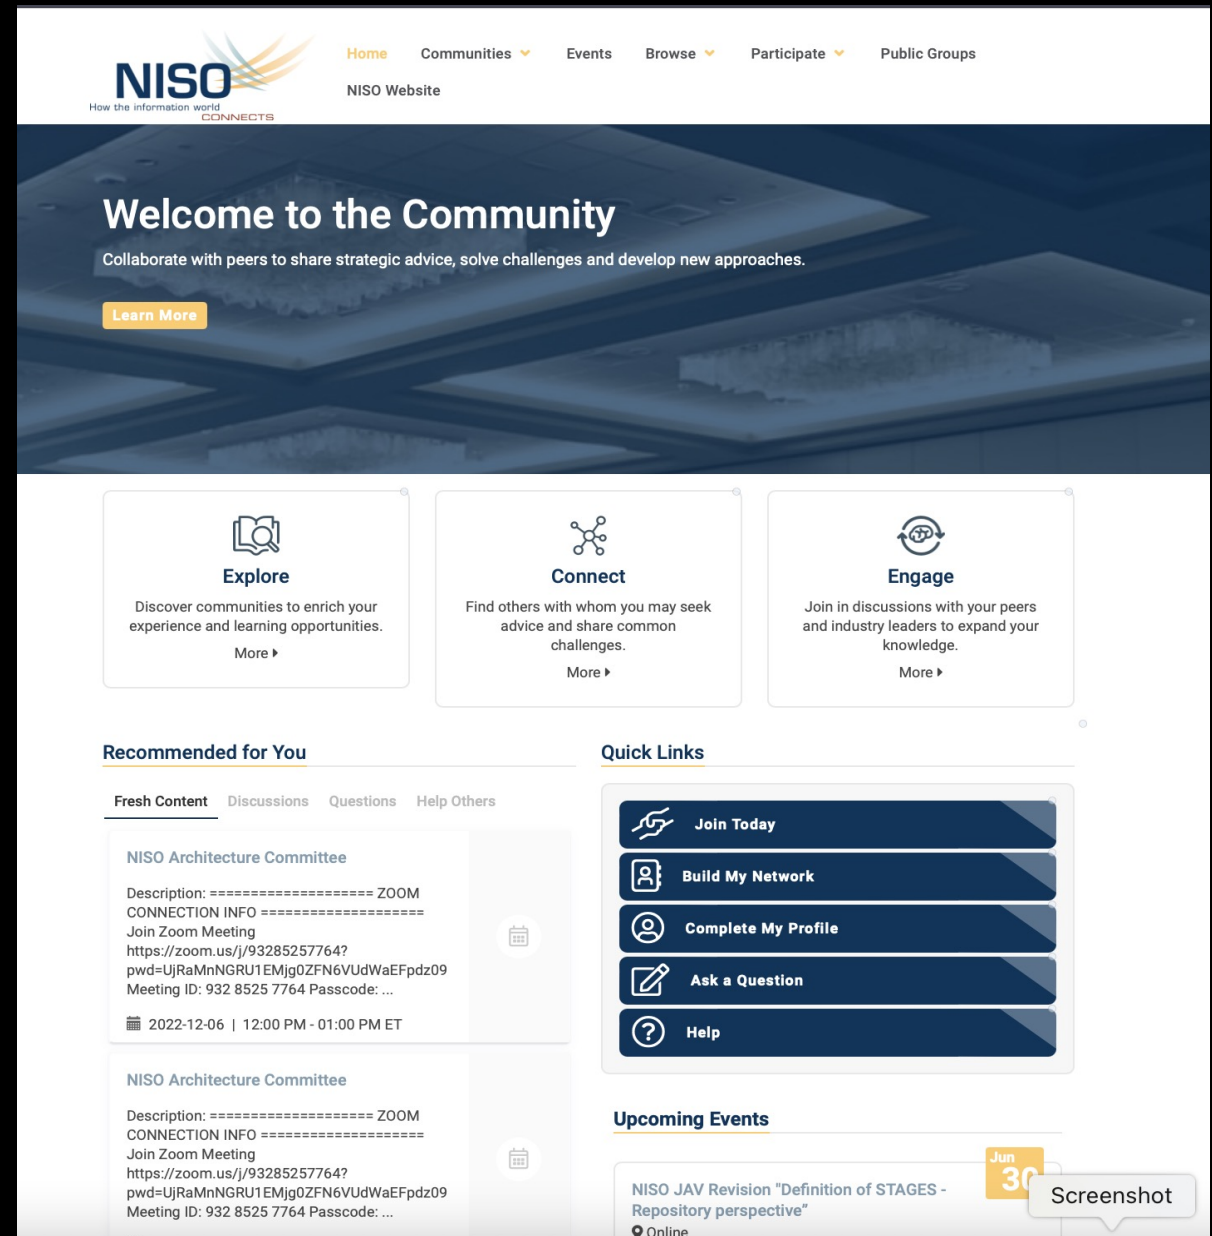 NISO
How the information world
CONNECTS
Home Communities Events Browse Participate Public Groups
NISO Website
Welcome to the Community
Collaborate with peers to share strategic advice, solve challenges and develop new approaches.
Learn More
Explore
Discover communities to enrich your
experience and learning opportunities.
More
Connect
Find others with whom you may seek
advice and share common
challenges.
More
Engage
Join in discussions with your peers
and industry leaders to expand your
knowledge.
More
Recommended for You
Fresh Content Discussions Questions Help Others
NISO Architecture Committee
Description: ==================== ZOOM
CONNECTION INFO ====================
Join Zoom Meeting
https://zoom.us/j/93285257764?
pwd=UjRaMnNGRU1EMjg0ZFN6VUdWaEFpdz09
Meeting ID: 932 8525 7764 Passcode: ...
2022-12-06 | 12:00 PM - 01:00 PM ET
NISO Architecture Committee
Description: ==================== ZOOM
CONNECTION INFO ====================
Join Zoom Meeting
https://zoom.us/j/93285257764?
pwd=UjRaMnNGRU1EMjg0ZFN6VUdWaEFpdz09
Meeting ID: 932 8525 7764 Passcode: ...
Quick Links
Join Today
Build My Network
Complete My Profile
Ask a Question
Help
Upcoming Events
Jun
30
NISO JAV Revision "Definition of STAGES -
Repository perspective”
Online
Screenshot